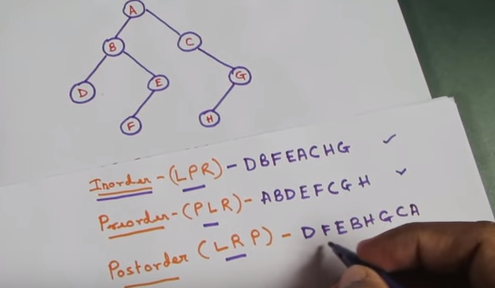 A
B
C
D
E
G
F
H
Inorder - (LPR) - DBFEACHG
Preorder - (PLR) - ABDEFCGH
Postorder (LRP) - DFEBHGCA